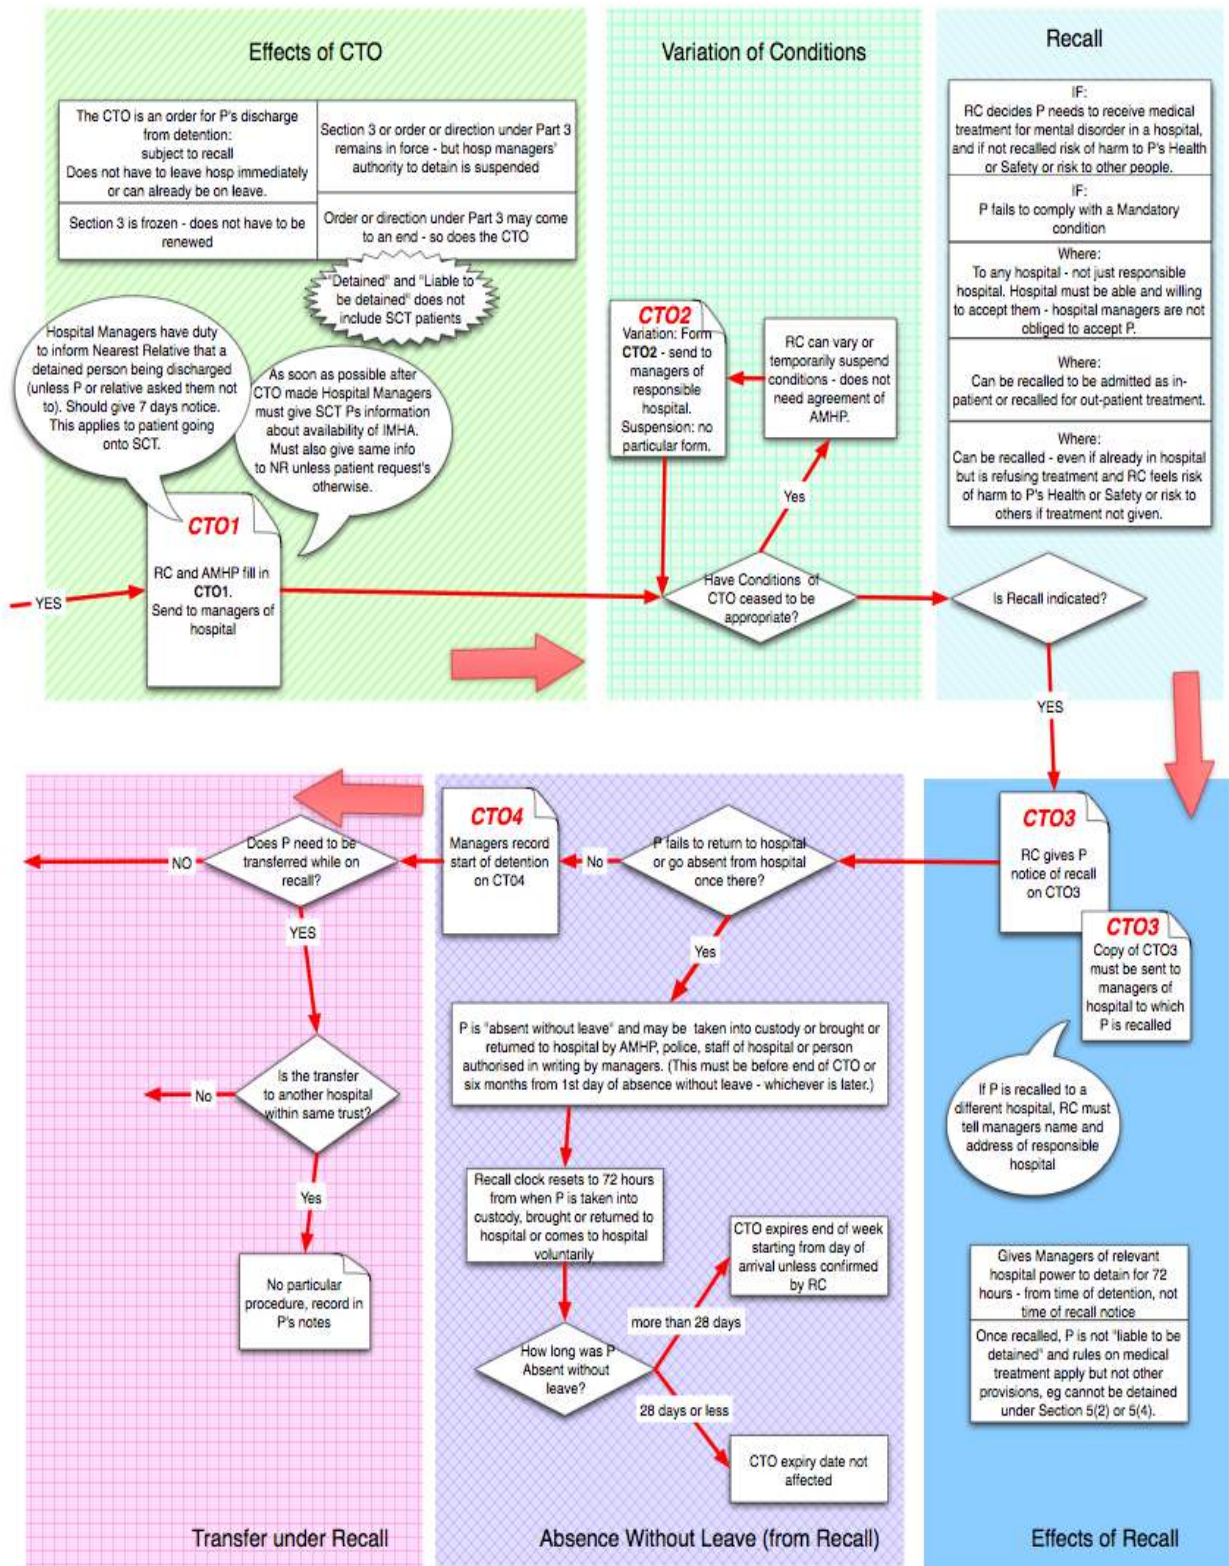 Effects of CTO
The CTO is an order for P's discharge
from detention:
subject to recall
Does not have to leave hosp immediately
or can already be on leave.
Section 3 or order or direction under Part 3
remains in force - but hosp managers'
authority to detain is suspended
Section 3 is frozen - does not have to be
renewed
Order or direction under Part 3 may come
to an end - so does the CTO
"Detained" and "Liable to
be detained" does not
include SCT patients
Hospital Managers have duty
to inform Nearest Relative that a
detained person being discharged
(unless P or relative asked them not
to). Should give 7 days notice.
This applies to patient going
onto SCT.
As soon as possible after
CTO made Hospital Managers
must give SCT Ps information
about availability of IMHA.
Must also give same info
to NR unless patient request's
otherwise.
YES
CTO1
RC and AMHP fill in
CTO1.
Send to managers of
hospital
Variation of Conditions
CTO2
Variation: Form
CTO2 - send to
managers of
responsible
hospital.
Suspension: no
particular form.
RC can vary or
temporarily suspend
conditions - does not
need agreement of
AMHP.
Yes
Have Conditions of
CTO ceased to be
appropriate?
Recall
IF:
RC decides P needs to receive medical
treatment for mental disorder in a hospital,
and if not recalled risk of harm to P's Health
or Safety or risk to other people.
IF:
P fails to comply with a Mandatory
condition
Where:
To any hospital - not just responsible
hospital. Hospital must be able and willing
to accept them - hospital managers are not
obliged to accept P.
Where:
Can be recalled to be admitted as in-
patient or recalled for out-patient treatment.
Where:
Can be recalled - even if already in hospital
but is refusing treatment and RC feels risk
of harm to P's Health or Safety or risk to
others if treatment not given.
Is Recall indicated?
YES
CTO3
RC gives P
notice of recall
on CTO3
CTO3
Copy of CTO3
must be sent to
managers of
hospital to which
P is recalled
If P is recalled to a
different hospital, RC must
tell managers name and
address of responsible
hospital
Gives Managers of relevant
hospital power to detain for 72
hours - from time of detention, not
time of recall notice
Once recalled, P is not "liable to be
detained" and rules on medical
treatment apply but not other
provisions, eg cannot be detained
under Section 5(2) or 5(4).
Effects of Recall
P fails to return to hospital
or go absent from hospital
once there?
No
CTO4
Managers record
start of detention
on CT04
Yes
P is "absent without leave" and may be taken into custody or brought or
returned to hospital by AMHP, police, staff of hospital or person
authorised in writing by managers. (This must be before end of CTO or
six months from 1st day of absence without leave - whichever is later.)
Recall clock resets to 72 hours
from when P is taken into
custody, brought or returned to
hospital or comes to hospital
voluntarily
How long was P
Absent without
leave?
more than 28 days
CTO expires end of week
starting from day of
arrival unless confirmed
by RC
28 days or less
CTO expiry date not
affected
Absence Without Leave (from Recall)
Does P need to be
transferred while on
recall?
NO
YES
Is the transfer
to another hospital
within same trust?
No
Yes
No particular
procedure, record in
P's notes
Transfer under Recall